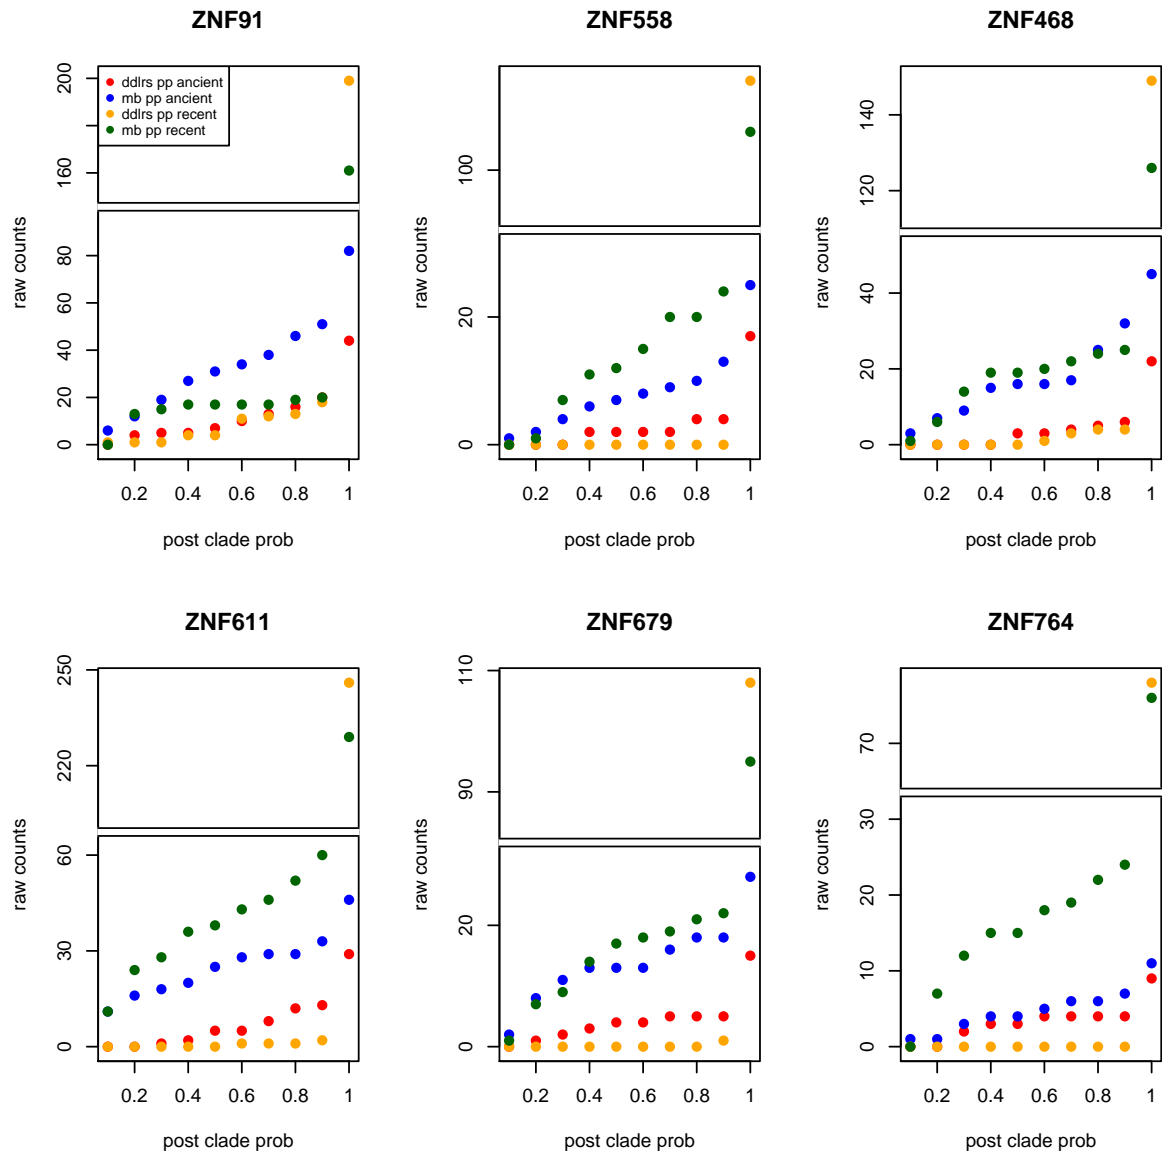 ZNF91
200
160
80
60
40
20
0
raw counts
ddlrs pp ancient
mb pp ancient
ddlrs pp recent
mb pp recent
0.2 0.4 0.6 0.8 1
post clade prob
ZNF558
100
20
0
raw counts
0.2 0.4 0.6 0.8 1
post clade prob
ZNF468
140
120
40
20
0
raw counts
0.2 0.4 0.6 0.8 1
post clade prob
ZNF611
250
220
60
30
0
raw counts
0.2 0.4 0.6 0.8 1
post clade prob
ZNF679
110
90
20
0
raw counts
0.2 0.4 0.6 0.8 1
post clade prob
ZNF764
70
30
20
10
0
raw counts
0.2 0.4 0.6 0.8 1
post clade prob